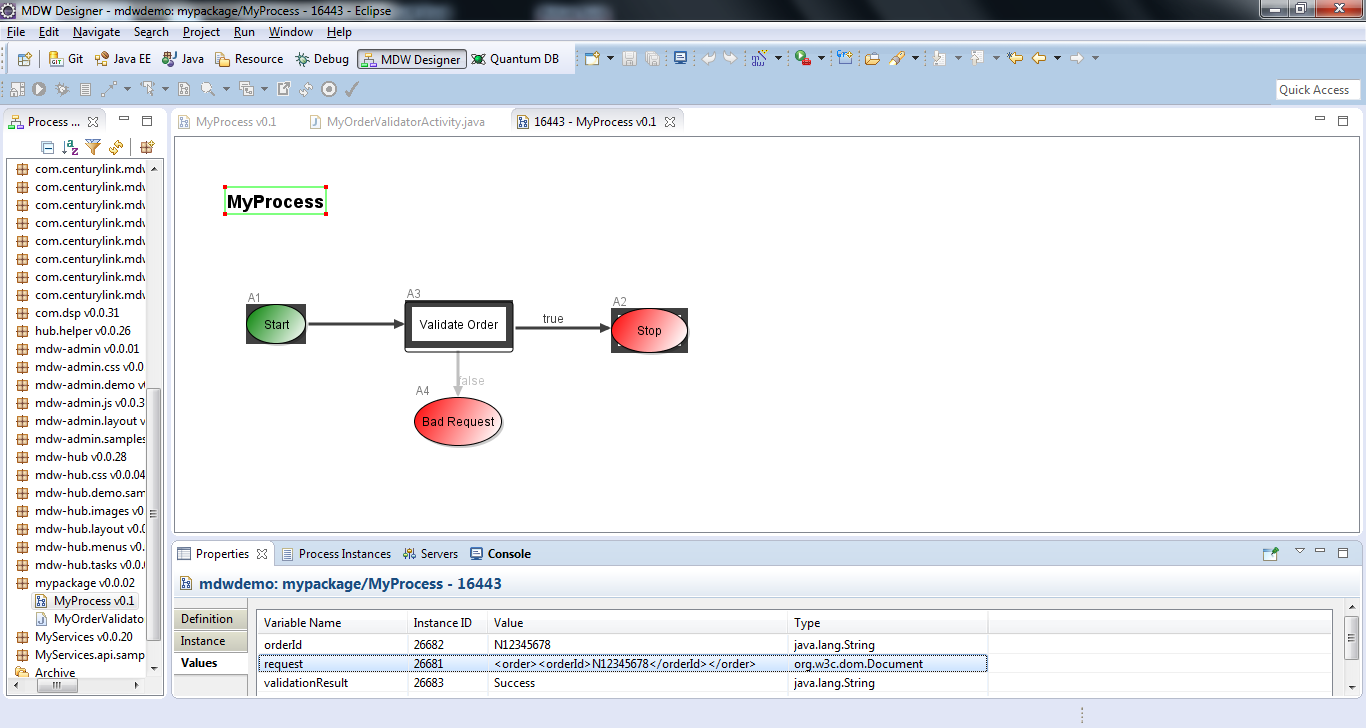 MDW Designer - mdwdemo: mypackage/MyProcess - 16443 - Eclipse
File Edit Navigate Search Project Run Window Help
Git Java EE Java Resource Debug MDW Designer Quantum DB
Quick Access
Process ...
MyProcess v0.1 MyOrderValidatorActivity.java 16443 - MyProcess v0.1
com.centurylink.mdw
com.centurylink.mdw
com.centurylink.mdw
com.centurylink.mdw
com.centurylink.mdw
com.centurylink.mdw
com.centurylink.mdw
com.centurylink.mdw
com.dsp v0.0.31
hub.helper v0.0.26
mdw-admin v0.0.01
mdw-admin.css v0.0
mdw-admin.demo v
mdw-admin.js v0.0.3
mdw-admin.layout v
mdw-admin.samples
mdw-hub v0.0.28
mdw-hub.css v0.0.04
mdw-hub.demo.sam
mdw-hub.images v0
mdw-hub.layout v0.0
mdw-hub.menus v0.
mdw-hub.tasks v0.0.
mypackage v0.0.02
MyProcess v0.1
MyOrderValidato
MyServices v0.0.20
MyServices.api.samp
Archive
MyProcess
A1
Start
A3
Validate Order
true
A2
Stop
false
A4
Bad Request
Properties Process Instances Servers Console
mdwdemo: mypackage/MyProcess - 16443
Definition
Instance
Values
Variable Name Instance ID Value Type
orderId 26682 N12345678 java.lang.String
request 26681 <order><orderId>N12345678</orderId></order> org.w3c.dom.Document
validationResult 26683 Success java.lang.String